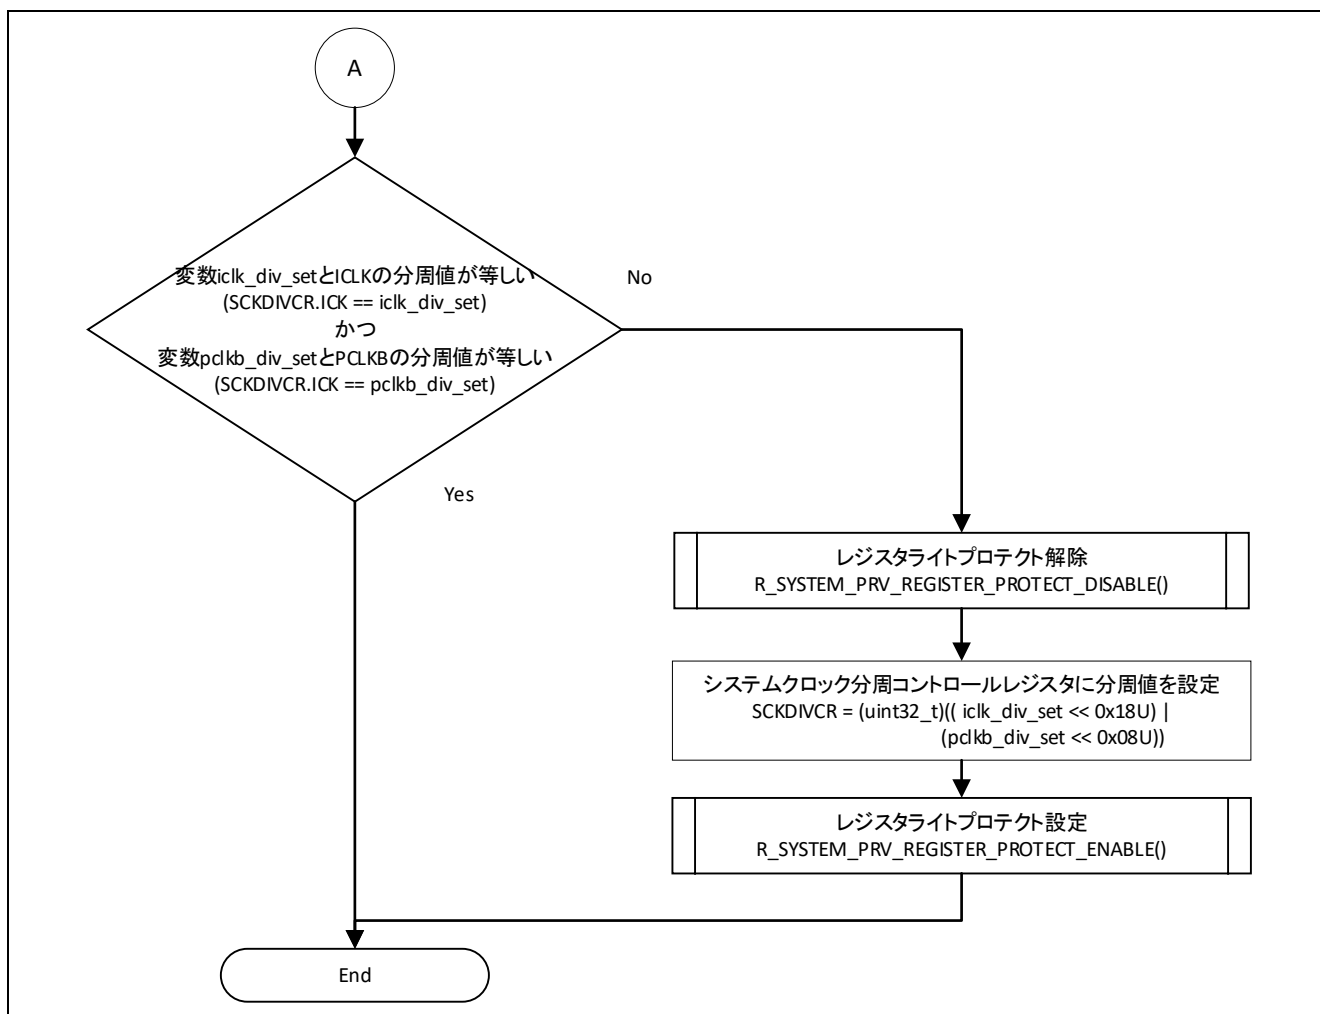 A
変数iclk_div_setとICLKの分周値が等しい
(SCKDIVCR.ICK == iclk_div_set)
かつ
変数pclkb_div_setとPCLKBの分周値が等しい
(SCKDIVCR.ICK == pclkb_div_set)
No
Yes
レジスタライトプロテクト解除
R_SYSTEM_PRV_REGISTER_PROTECT_DISABLE()
システムクロック分周コントロールレジスタに分周値を設定
SCKDIVCR = (uint32_t)(( iclk_div_set << 0x18U) |
(pclkb_div_set << 0x08U))
レジスタライトプロテクト設定
R_SYSTEM_PRV_REGISTER_PROTECT_ENABLE()
End